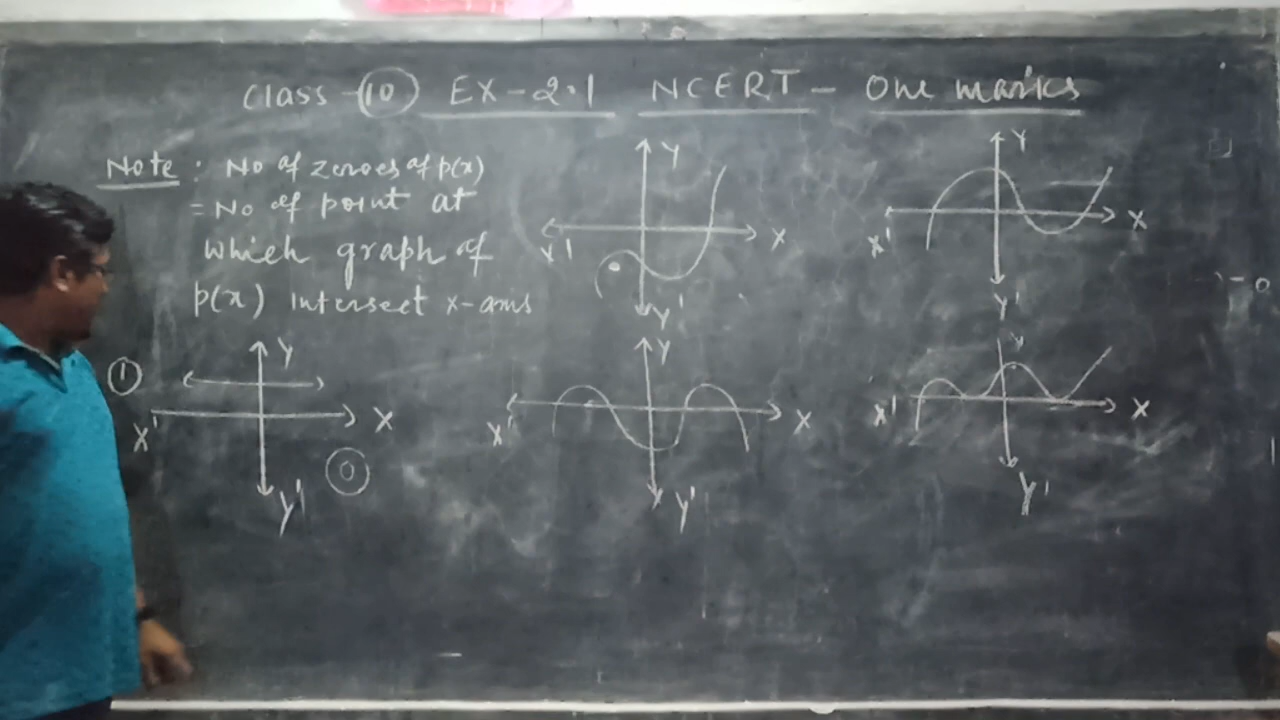 Class - 10 EX - 2.1 NCERT - One marks
Note : No of zeroes of p(x)
= No of point at
which graph of
p(x) intersect x-axis
Y
X
X'
Y'
Y
X
X'
Y'
1
Y
X
X'
Y'
0
Y
X
X'
Y'
Y
X
X'
Y'